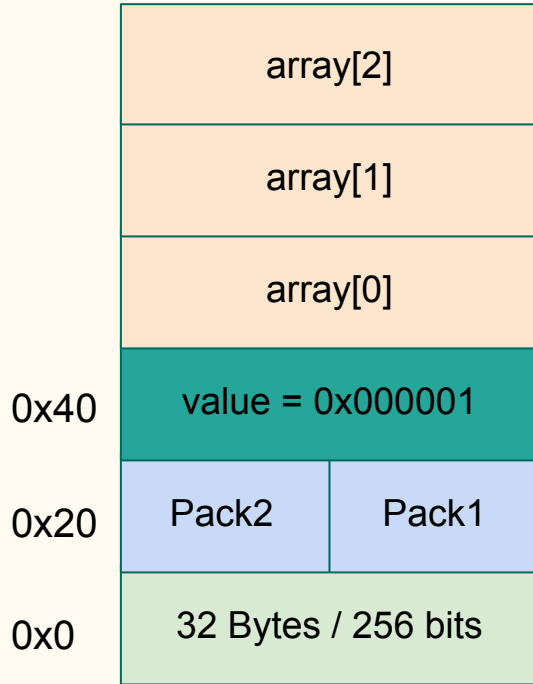 array[2]
array[1]
array[0]
0x40 value = 0x000001
0x20 Pack2 Pack1
0x0 32 Bytes / 256 bits